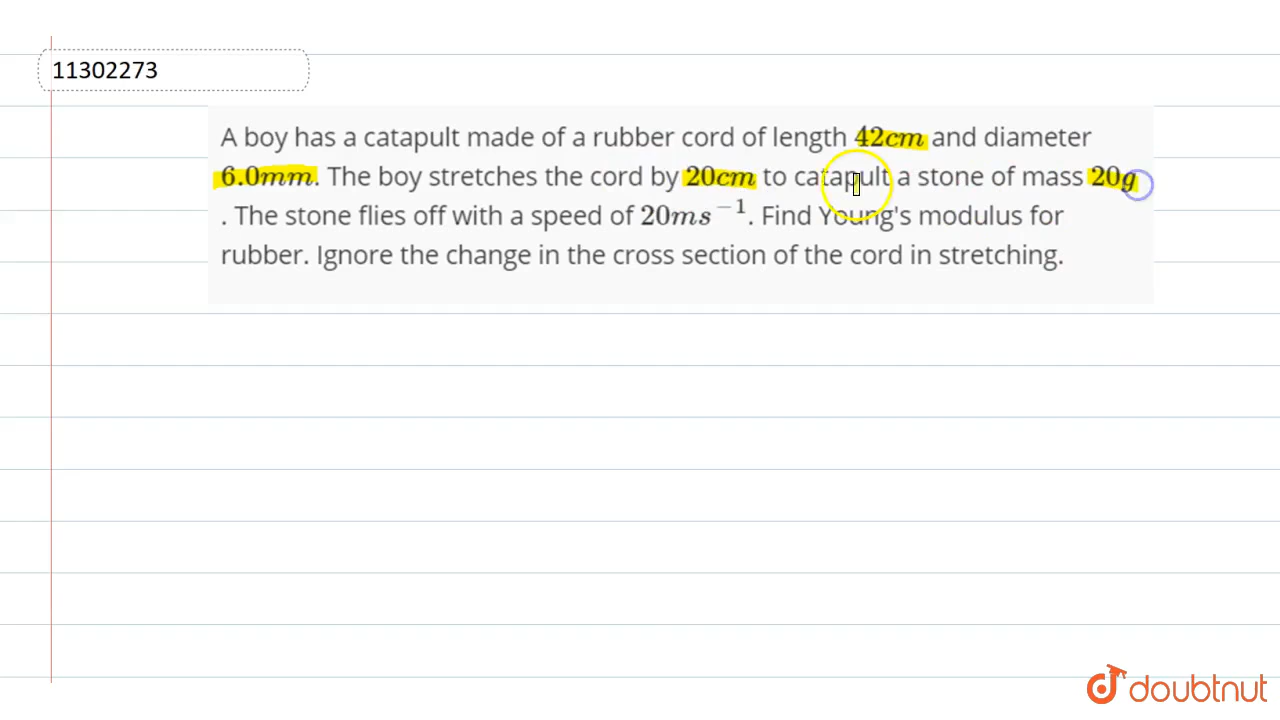 11302273
A boy has a catapult made of a rubber cord of length 42cm and diameter
6.0mm. The boy stretches the cord by 20cm to catapult a stone of mass 20g
. The stone flies off with a speed of 20ms⁻¹. Find Young's modulus for
rubber. Ignore the change in the cross section of the cord in stretching.
doubtnut